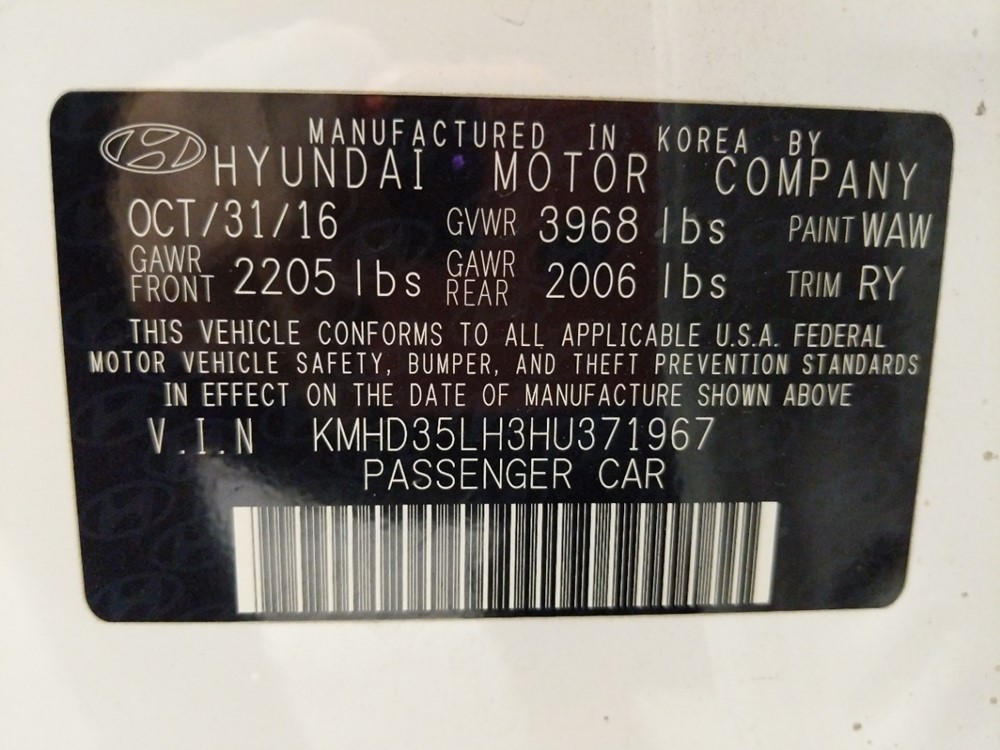 MANUFACTURED IN KOREA BY
HYUNDAI MOTOR COMPANY
OCT/31/16 GVWR 3968 lbs PAINT WAW
GAWR FRONT 2205 lbs GAWR REAR 2006 lbs TRIM RY
THIS VEHICLE CONFORMS TO ALL APPLICABLE U.S.A. FEDERAL
MOTOR VEHICLE SAFETY, BUMPER, AND THEFT PREVENTION STANDARDS
IN EFFECT ON THE DATE OF MANUFACTURE SHOWN ABOVE
V.I.N KMHD35LH3HU371967
PASSENGER CAR